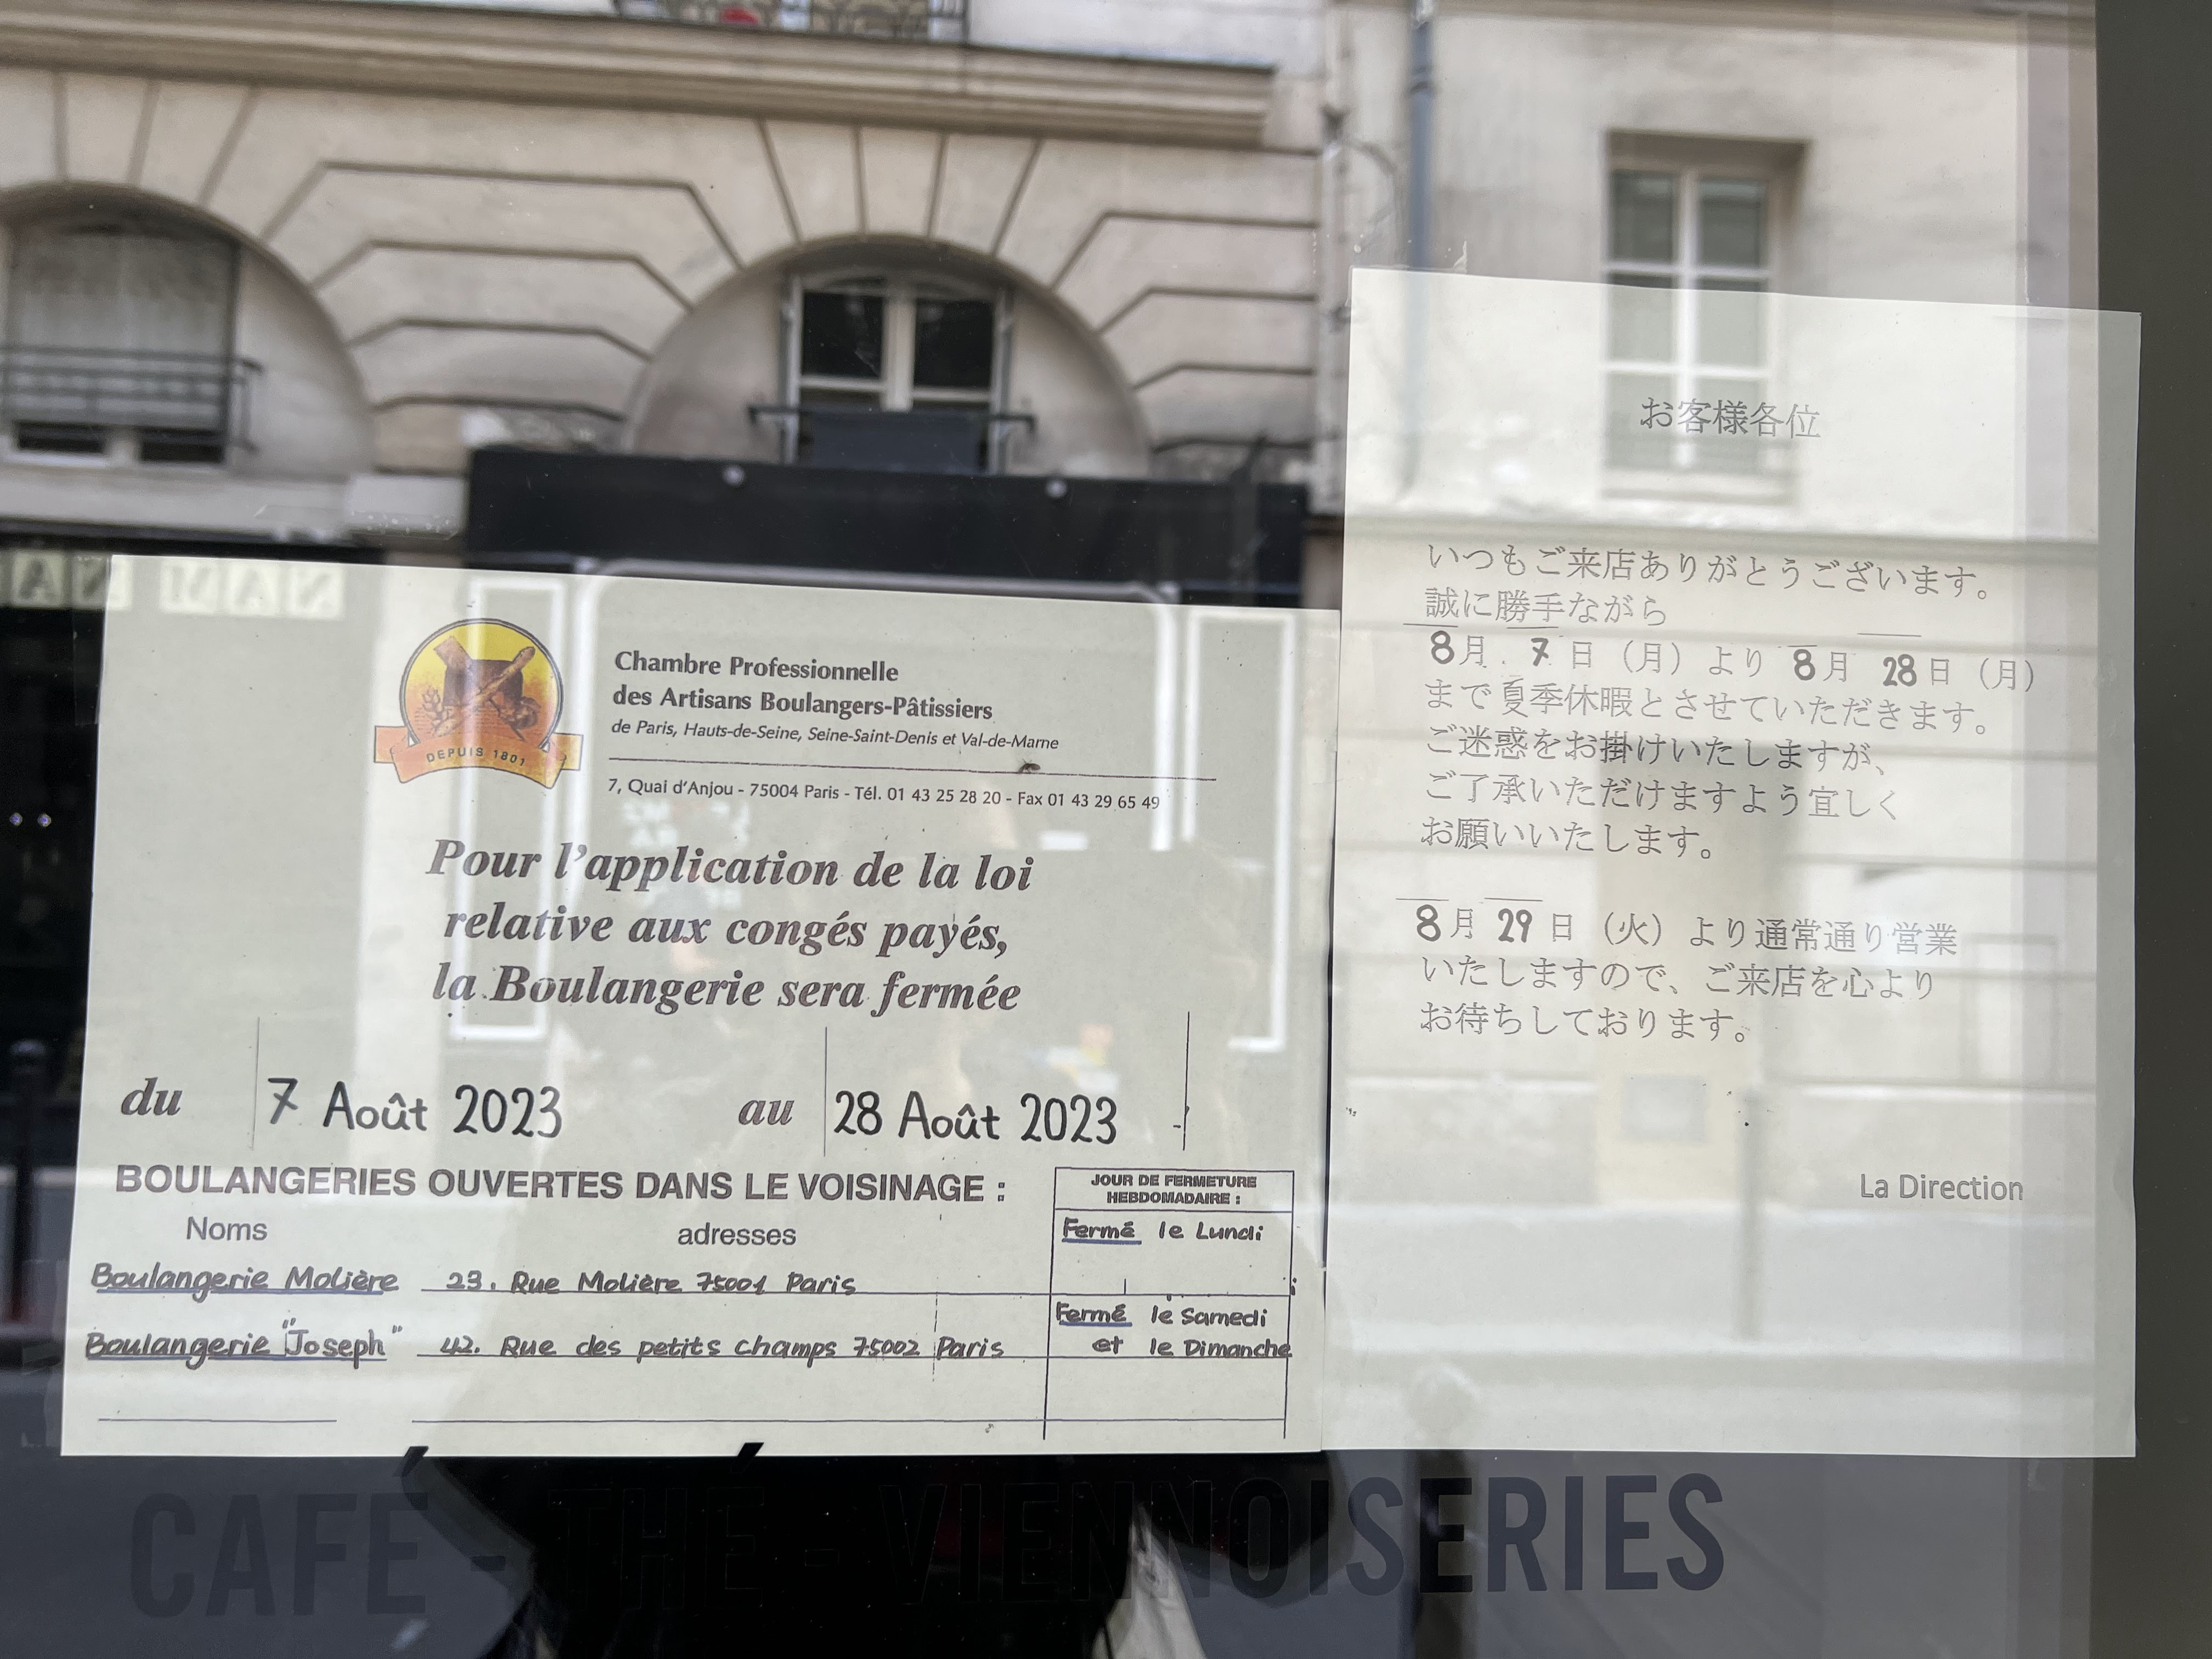 Chambre Professionnelle
des Artisans Boulangers-Pâtissiers
de Paris, Hauts-de-Seine, Seine-Saint-Denis et Val-de-Marne
DEPUIS 1801
7, Quai d'Anjou - 75004 Paris - Tél. 01 43 25 28 20 - Fax 01 43 29 65 49
Pour l'application de la loi
relative aux congés payés,
la Boulangerie sera fermée
du 7 Août 2023 au 28 Août 2023
BOULANGERIES OUVERTES DANS LE VOISINAGE :
JOUR DE FERMETURE
HEBDOMADAIRE :
Noms adresses
Boulangerie Molière 23. Rue Molière 75001 Paris
Fermé le Lundi
Boulangerie "Joseph" 42. Rue des petits champs 75002 Paris
Fermé le Samedi
et le Dimanche
お客様各位
いつもご来店ありがとうございます。
誠に勝手ながら
8月 7日（月）より 8月 28日（月）
まで夏季休暇とさせていただきます。
ご迷惑をお掛けいたしますが、
ご了承いただけますよう宜しく
お願いいたします。
8月 29日（火）より通常通り営業
いたしますので、ご来店を心より
お待ちしております。
La Direction
CAFÉ - THÉ - VIENNOISERIES